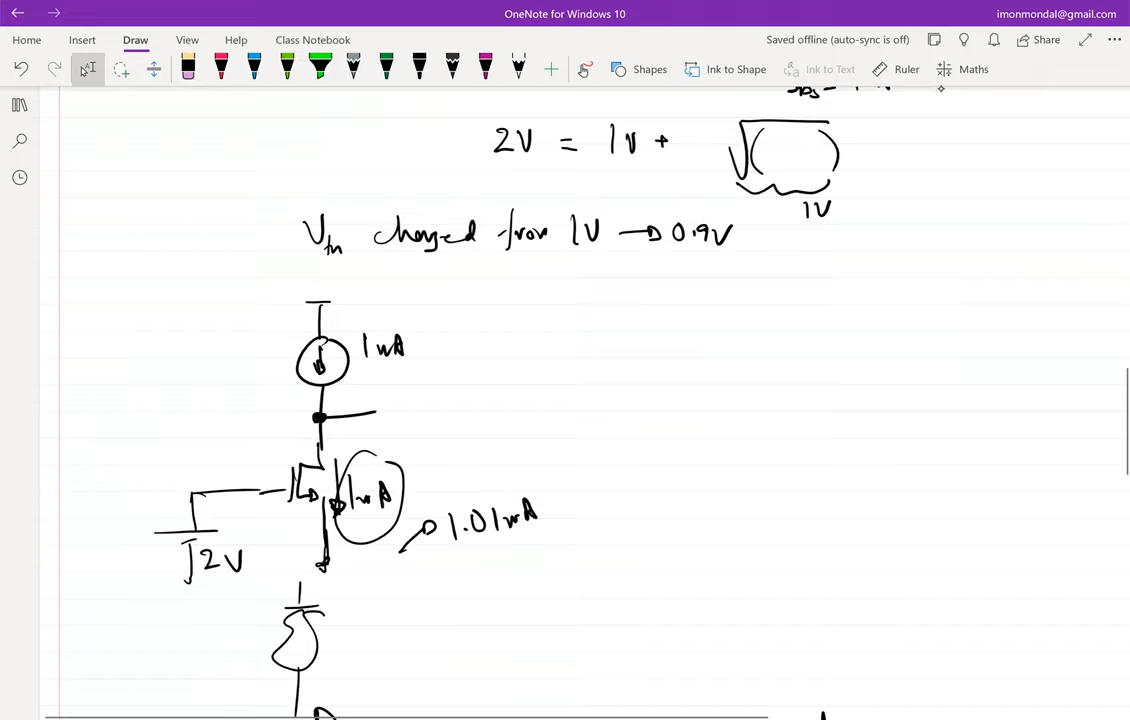 OneNote for Windows 10
imonmondal@gmail.com
Home Insert Draw View Help Class Notebook
Saved offline (auto-sync is off) Share
Shapes Ink to Shape Ink to Text Ruler Maths
2V = 1V + √( )
1V
Vtn changed from 1V → 0.9V
1mA
1mA
→ 1.01mA
2V